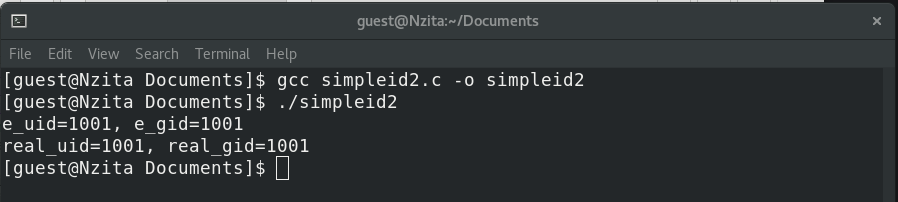 guest@Nzita:~/Documents
File Edit View Search Terminal Help
[guest@Nzita Documents]$ gcc simpleid2.c -o simpleid2
[guest@Nzita Documents]$ ./simpleid2
e_uid=1001, e_gid=1001
real_uid=1001, real_gid=1001
[guest@Nzita Documents]$